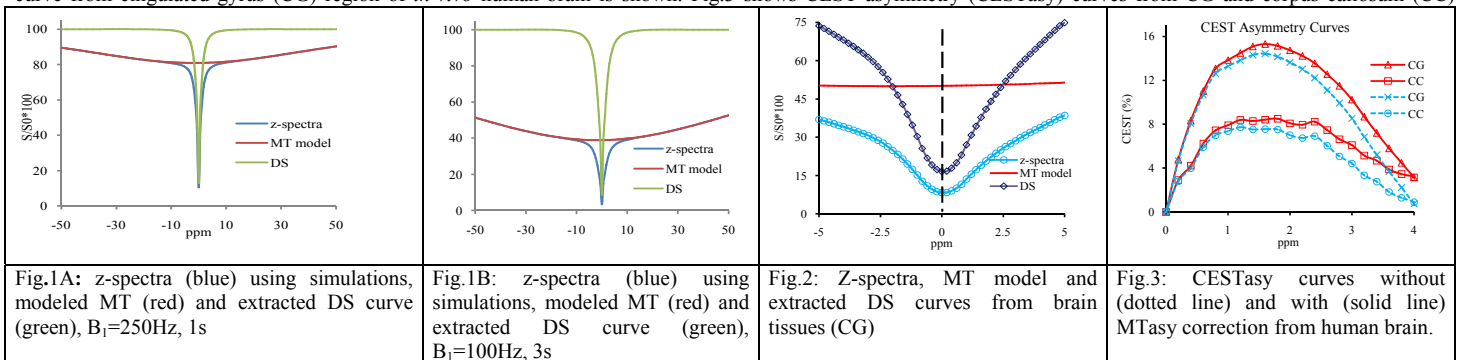 curve from cingulated gyrus (CG) region of in vivo human brain is shown. Fig.3 shows CEST asymmetry (CESTasy) curves from CG and corpus callosum (CC)
100
80
60
40
20
0
S/S0*100
-50
-30
-10
10
30
50
ppm
z-spectra
MT model
DS
100
80
60
40
20
0
S/S0*100
-50
-30
-10
10
30
50
ppm
z-spectra
MT model
DS
75
60
45
30
15
0
S/S0*100
-5
-2.5
0
2.5
5
ppm
z-spectra
MT model
DS
CEST Asymmetry Curves
16
12
8
4
0
CEST (%)
0
1
2
3
4
ppm
CG
CC
CG
CC
Fig.1A: z-spectra (blue) using simulations,
modeled MT (red) and extracted DS curve
(green), B1=250Hz, 1s
Fig.1B: z-spectra (blue) using
simulations, modeled MT (red) and
extracted DS curve (green),
B1=100Hz, 3s
Fig.2: Z-spectra, MT model and
extracted DS curves from brain
tissues (CG)
Fig.3: CESTasy curves without
(dotted line) and with (solid line)
MTasy correction from human brain.